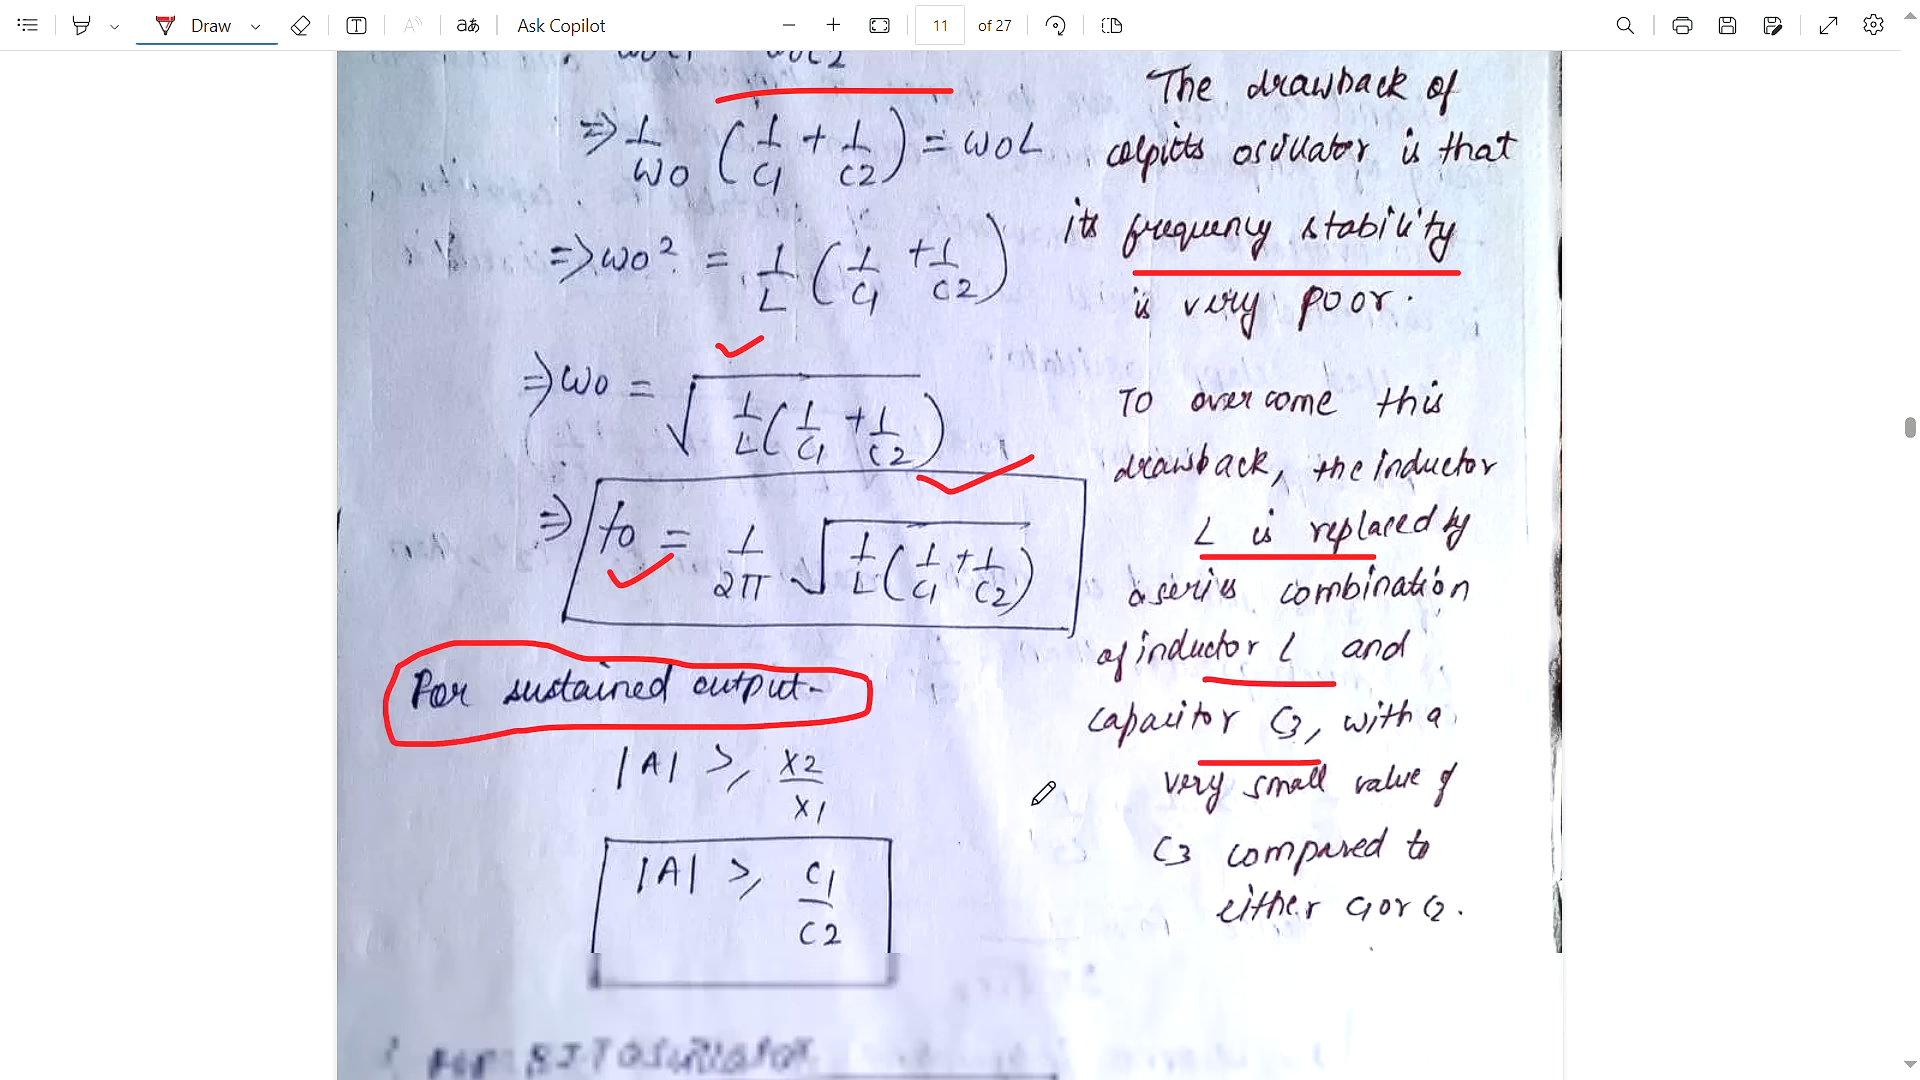 Draw
Ask Copilot
11 of 27
⇒ 1/ω0 (1/C1 + 1/C2) = ω0L
⇒ ω0² = 1/L (1/C1 + 1/C2)
⇒ ω0 = √(1/L (1/C1 + 1/C2))
⇒ f0 = 1/2π √(1/L (1/C1 + 1/C2))
For sustained output-
|A| ≥ X2/X1
|A| ≥ C1/C2
The drawback of
colpitts oscillator is that
its frequency stability
is very poor.
To overcome this
drawback, the inductor
L is replaced by
a series combination
of inductor L and
capacitor C3, with a
very small value of
C3 compared to
either C1 or C2.
For BJT Oscillator